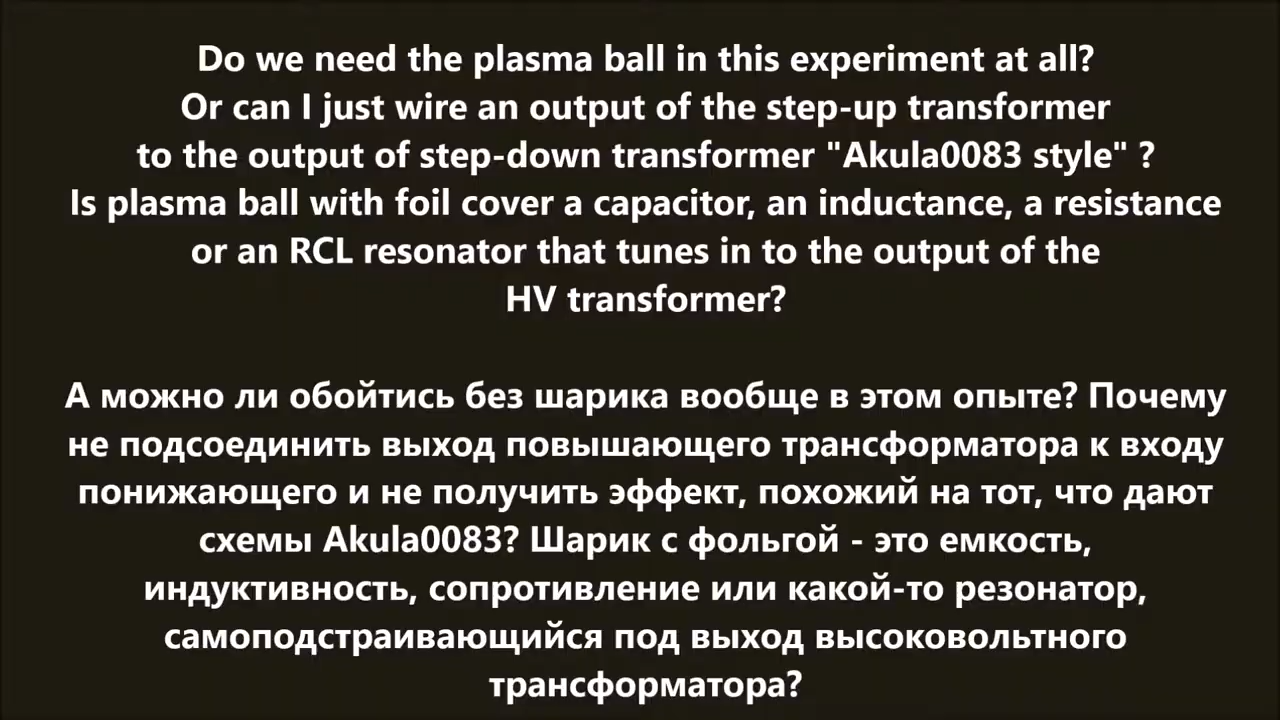 Do we need the plasma ball in this experiment at all?
Or can I just wire an output of the step-up transformer
to the output of step-down transformer "Akula0083 style" ?
Is plasma ball with foil cover a capacitor, an inductance, a resistance
or an RCL resonator that tunes in to the output of the
HV transformer?
А можно ли обойтись без шарика вообще в этом опыте? Почему
не подсоединить выход повышающего трансформатора к входу
понижающего и не получить эффект, похожий на тот, что дают
схемы Akula0083? Шарик с фольгой - это емкость,
индуктивность, сопротивление или какой-то резонатор,
самоподстраивающийся под выход высоковольтного
трансформатора?